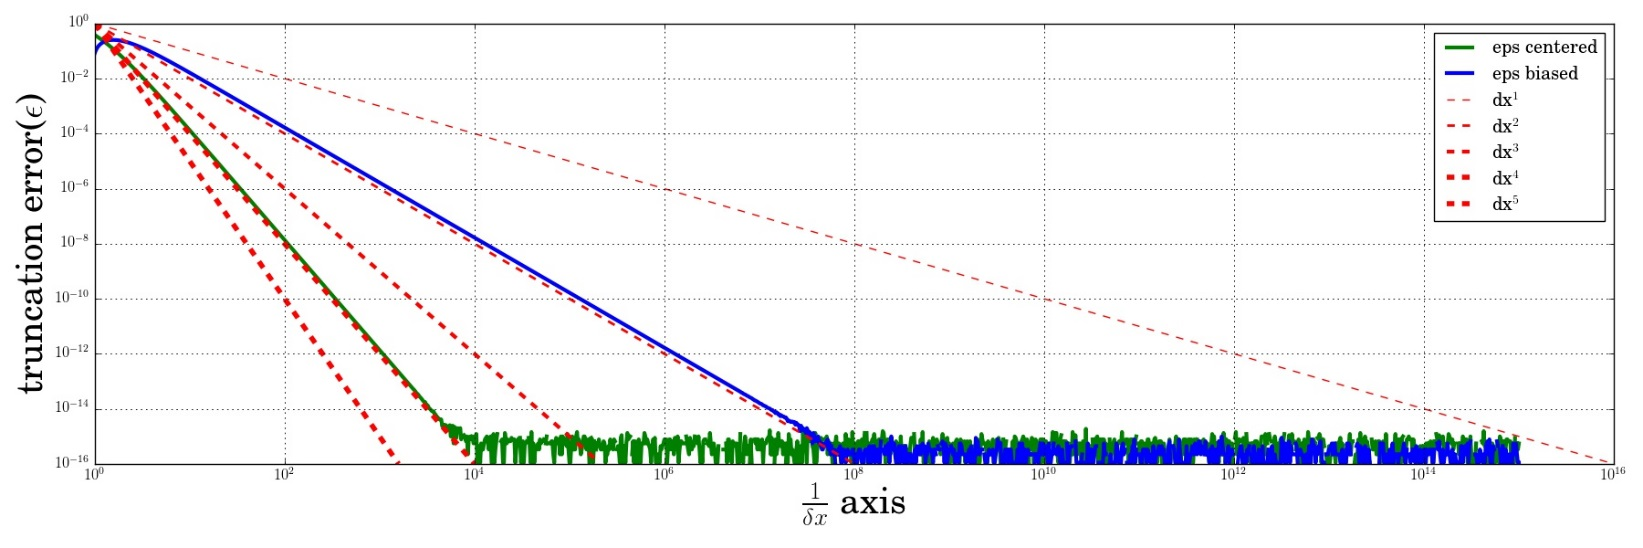 truncation error(ϵ)
10⁰
10⁻²
10⁻⁴
10⁻⁶
10⁻⁸
10⁻¹⁰
10⁻¹²
10⁻¹⁴
10⁻¹⁶
eps centered
eps biased
dx¹
dx²
dx³
dx⁴
dx⁵
10⁰ 10² 10⁴ 10⁶ 10⁸ 10¹⁰ 10¹² 10¹⁴ 10¹⁶
1/δx axis